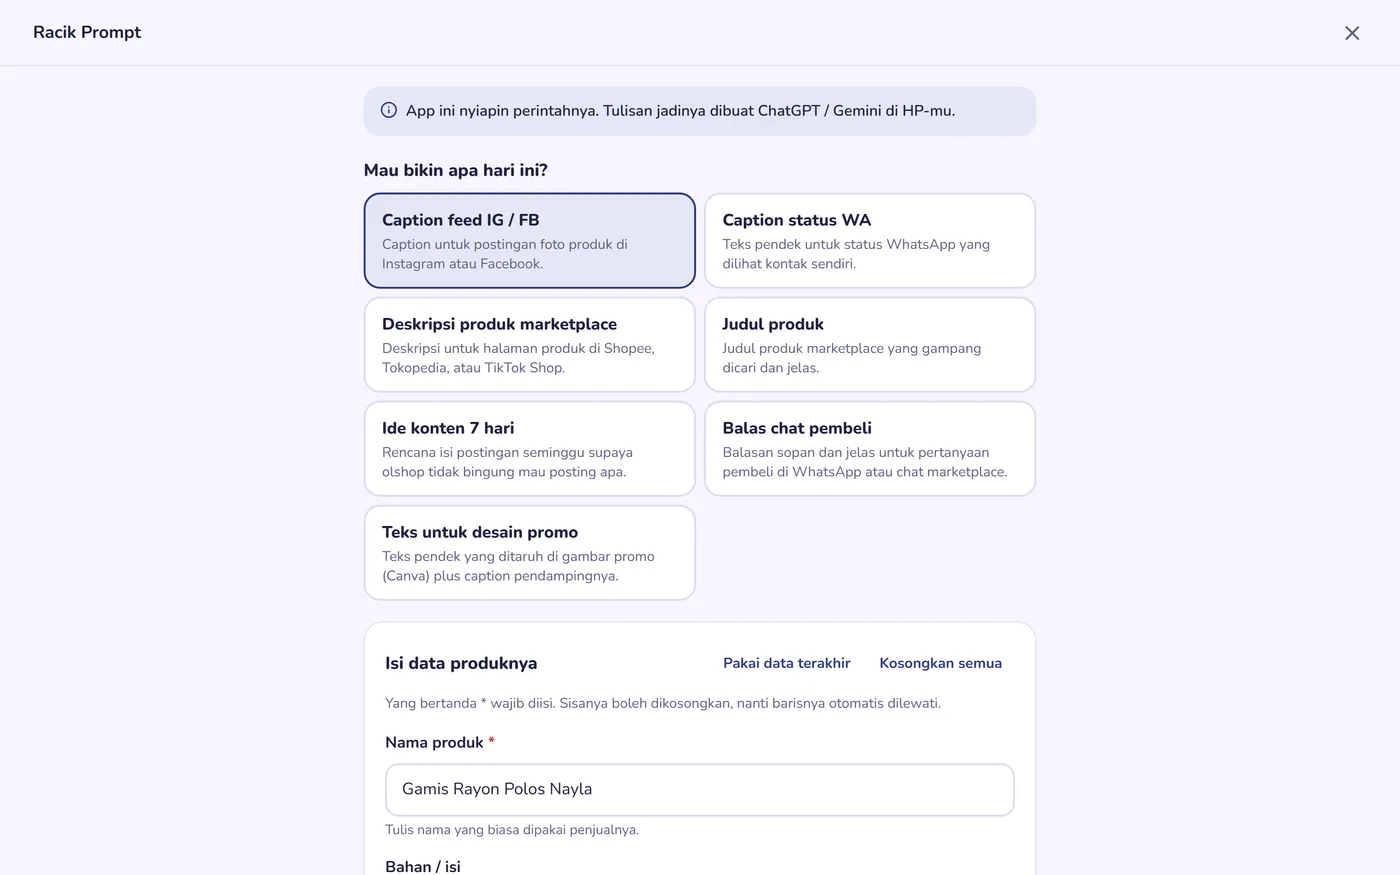 Racik Prompt
App ini nyiapin perintahnya. Tulisan jadinya dibuat ChatGPT / Gemini di HP-mu.
Mau bikin apa hari ini?
Caption feed IG / FB
Caption untuk postingan foto produk di
Instagram atau Facebook.
Caption status WA
Teks pendek untuk status WhatsApp yang
dilihat kontak sendiri.
Deskripsi produk marketplace
Deskripsi untuk halaman produk di Shopee,
Tokopedia, atau TikTok Shop.
Judul produk
Judul produk marketplace yang gampang
dicari dan jelas.
Ide konten 7 hari
Rencana isi postingan seminggu supaya
olshop tidak bingung mau posting apa.
Balas chat pembeli
Balasan sopan dan jelas untuk pertanyaan
pembeli di WhatsApp atau chat marketplace.
Teks untuk desain promo
Teks pendek yang ditaruh di gambar promo
(Canva) plus caption pendampingnya.
Isi data produknya
Pakai data terakhir
Kosongkan semua
Yang bertanda * wajib diisi. Sisanya boleh dikosongkan, nanti barisnya otomatis dilewati.
Nama produk *
Gamis Rayon Polos Nayla
Tulis nama yang biasa dipakai penjualnya.
Bahan / isi